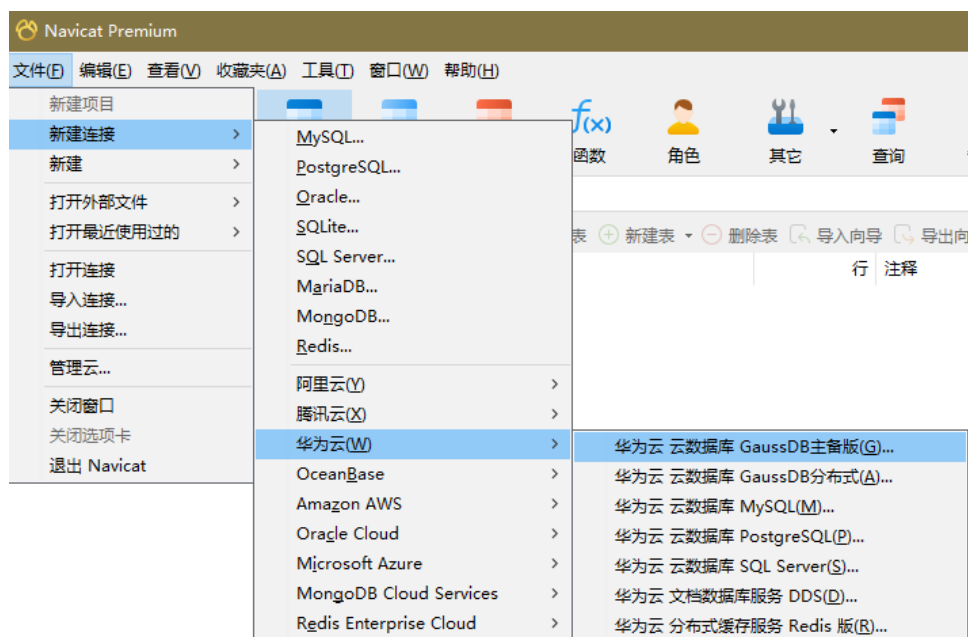 Navicat Premium
文件(F) 编辑(E) 查看(V) 收藏夹(A) 工具(T) 窗口(W) 帮助(H)
新建项目
新建连接
新建
打开外部文件
打开最近使用过的
打开连接
导入连接...
导出连接...
管理云...
关闭窗口
关闭选项卡
退出 Navicat
MySQL...
PostgreSQL...
Oracle...
SQLite...
SQL Server...
MariaDB...
MongoDB...
Redis...
阿里云(Y)
腾讯云(X)
华为云(W)
OceanBase
Amazon AWS
Oracle Cloud
Microsoft Azure
MongoDB Cloud Services
Redis Enterprise Cloud
f(x)
函数 角色 其它 查询
表 新建表 删除表 导入向导 导出向
行 注释
华为云 云数据库 GaussDB主备版(G)...
华为云 云数据库 GaussDB分布式(A)...
华为云 云数据库 MySQL(M)...
华为云 云数据库 PostgreSQL(P)...
华为云 云数据库 SQL Server(S)...
华为云 文档数据库服务 DDS(D)...
华为云 分布式缓存服务 Redis 版(R)...